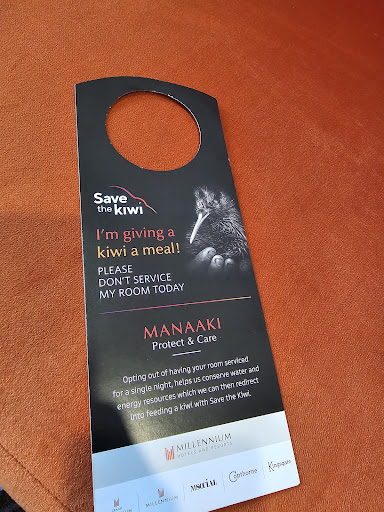 Save
the kiwi
I'm giving a
kiwi a meal!
PLEASE
DON'T SERVICE
MY ROOM TODAY
MANAAKI
Protect & Care
Opting out of having your room serviced
for a single night, helps us conserve water and
energy resources which we can then redirect
into feeding a kiwi with Save the Kiwi.
MILLENNIUM
HOTELS AND RESORTS
MILLENNIUM
MSOCIAL
Copthorne
Kingsgate